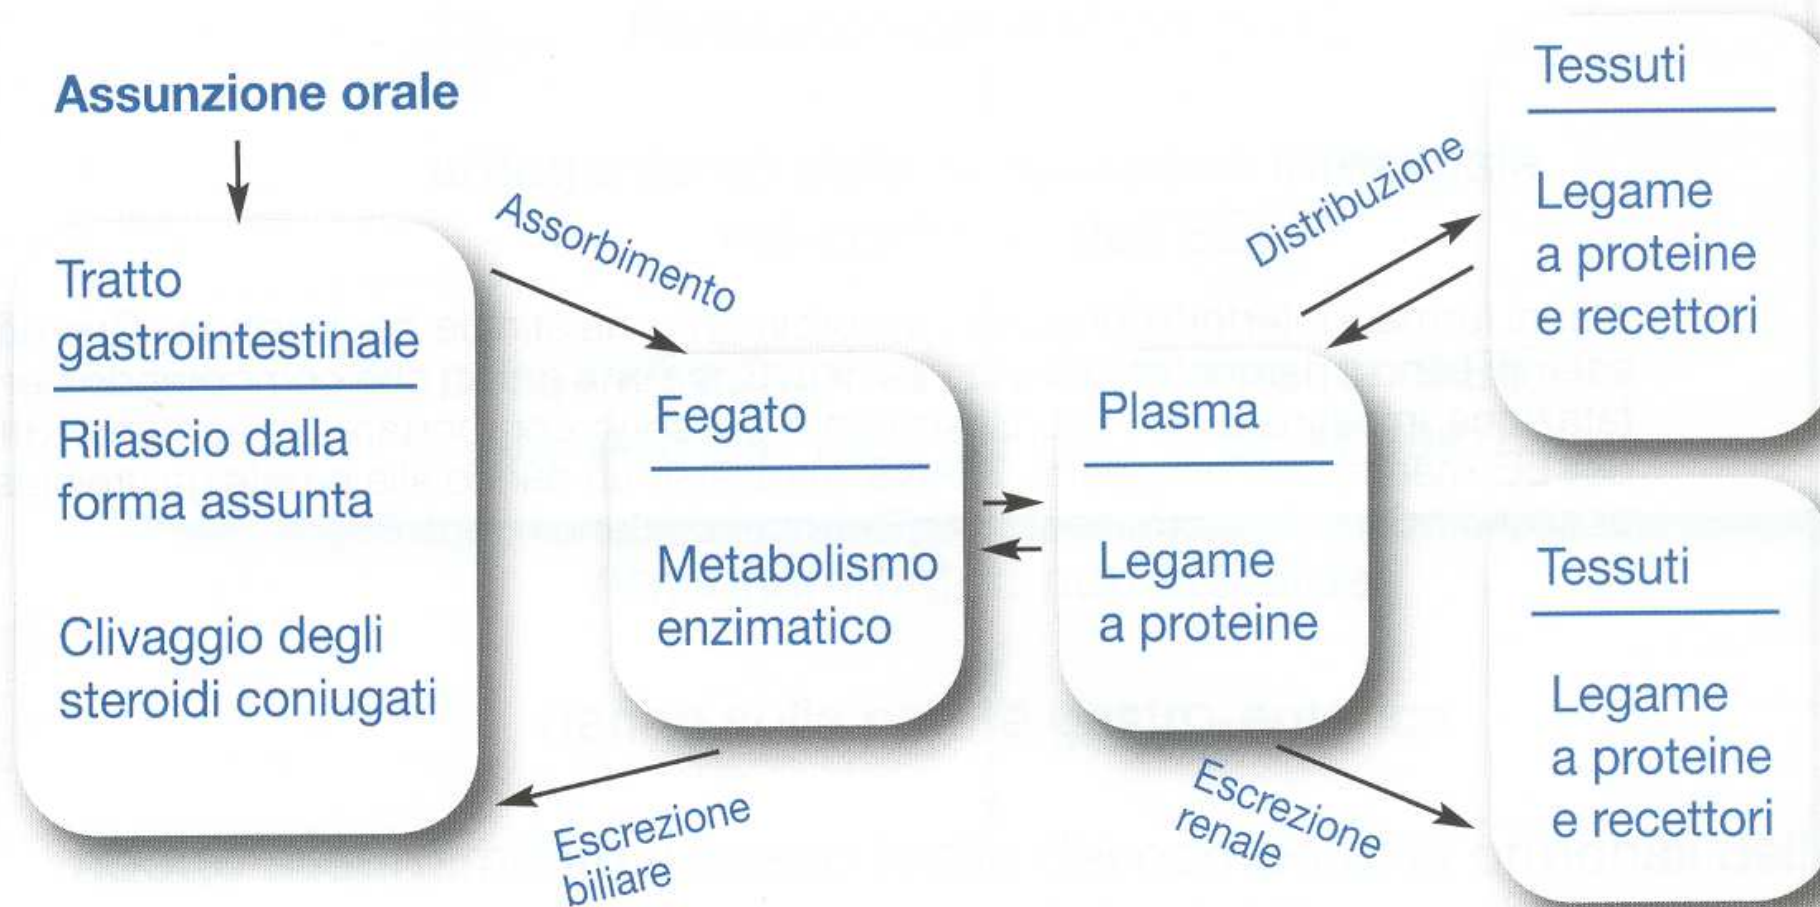 Assunzione orale
Tratto
gastrointestinale
Rilascio dalla
forma assunta
Clivaggio degli
steroidi coniugati
Assorbimento
Fegato
Metabolismo
enzimatico
Escrezione
biliare
Plasma
Legame
a proteine
Distribuzione
Tessuti
Legame
a proteine
e recettori
Escrezione
renale
Tessuti
Legame
a proteine
e recettori